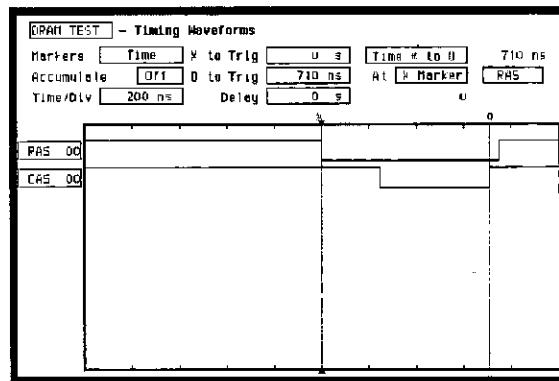 DRAM TEST – Timing Waveforms
Markers Time X to Trig 0 s Time X to O 710 ns
Accumulate Off O to Trig 710 ns At X Marker RAS
Time/Div 200 ns Delay 0 s 0
X O
RAS 00
CAS 00